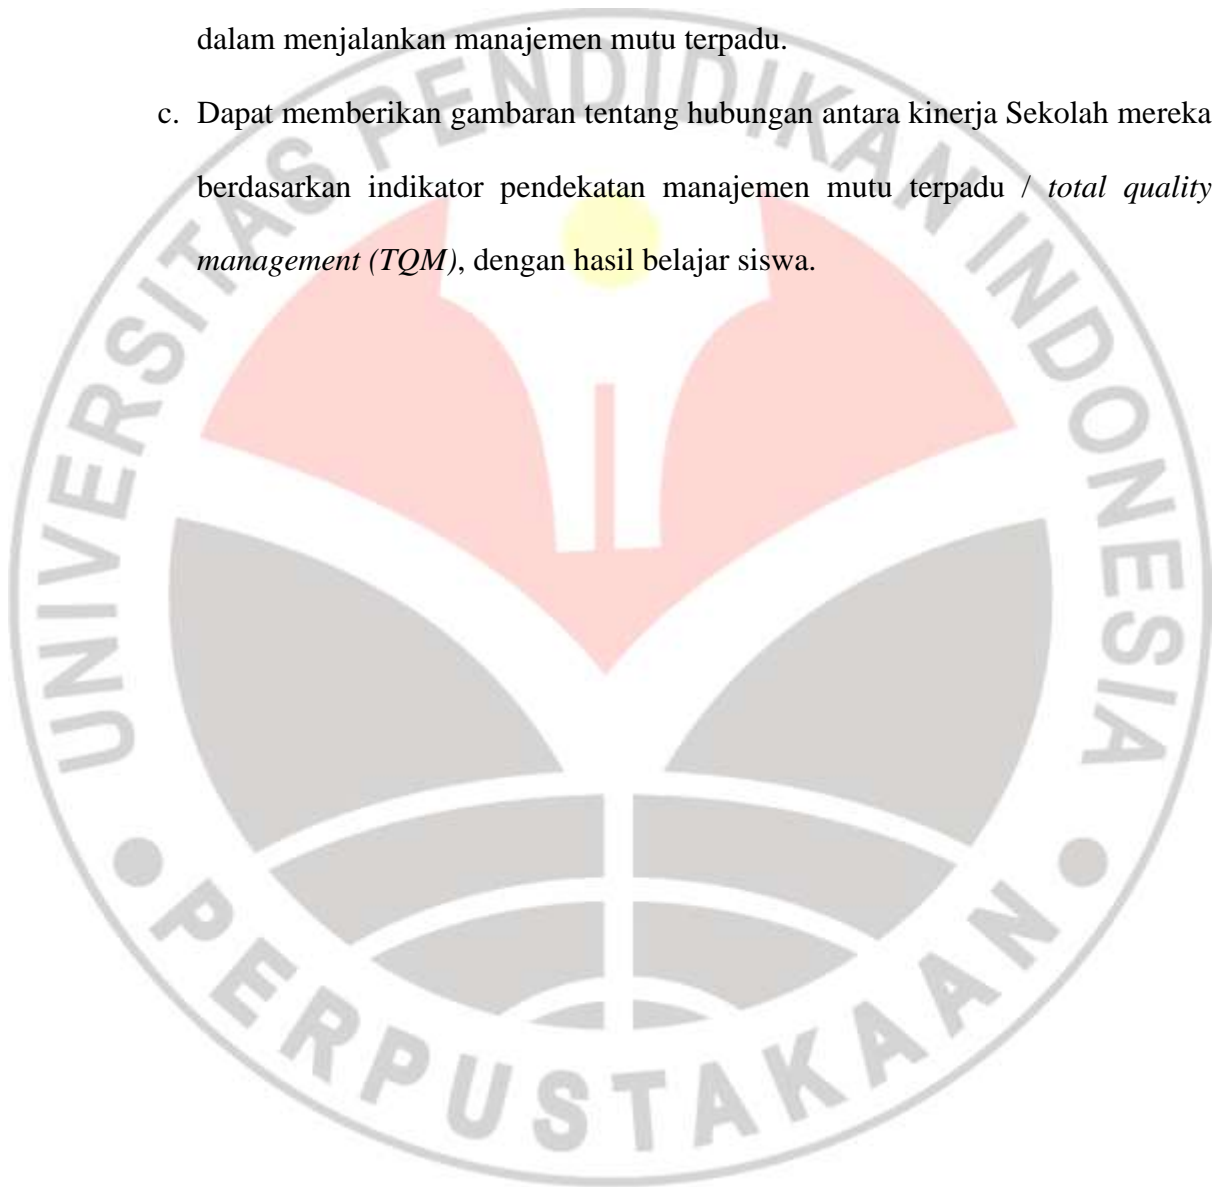 dalam menjalankan manajemen mutu terpadu.
c. Dapat memberikan gambaran tentang hubungan antara kinerja Sekolah mereka
berdasarkan indikator pendekatan manajemen mutu terpadu / total quality
management (TQM), dengan hasil belajar siswa.
UNIVERSITAS PENDIDIKAN INDONESIA
PERPUSTAKAAN